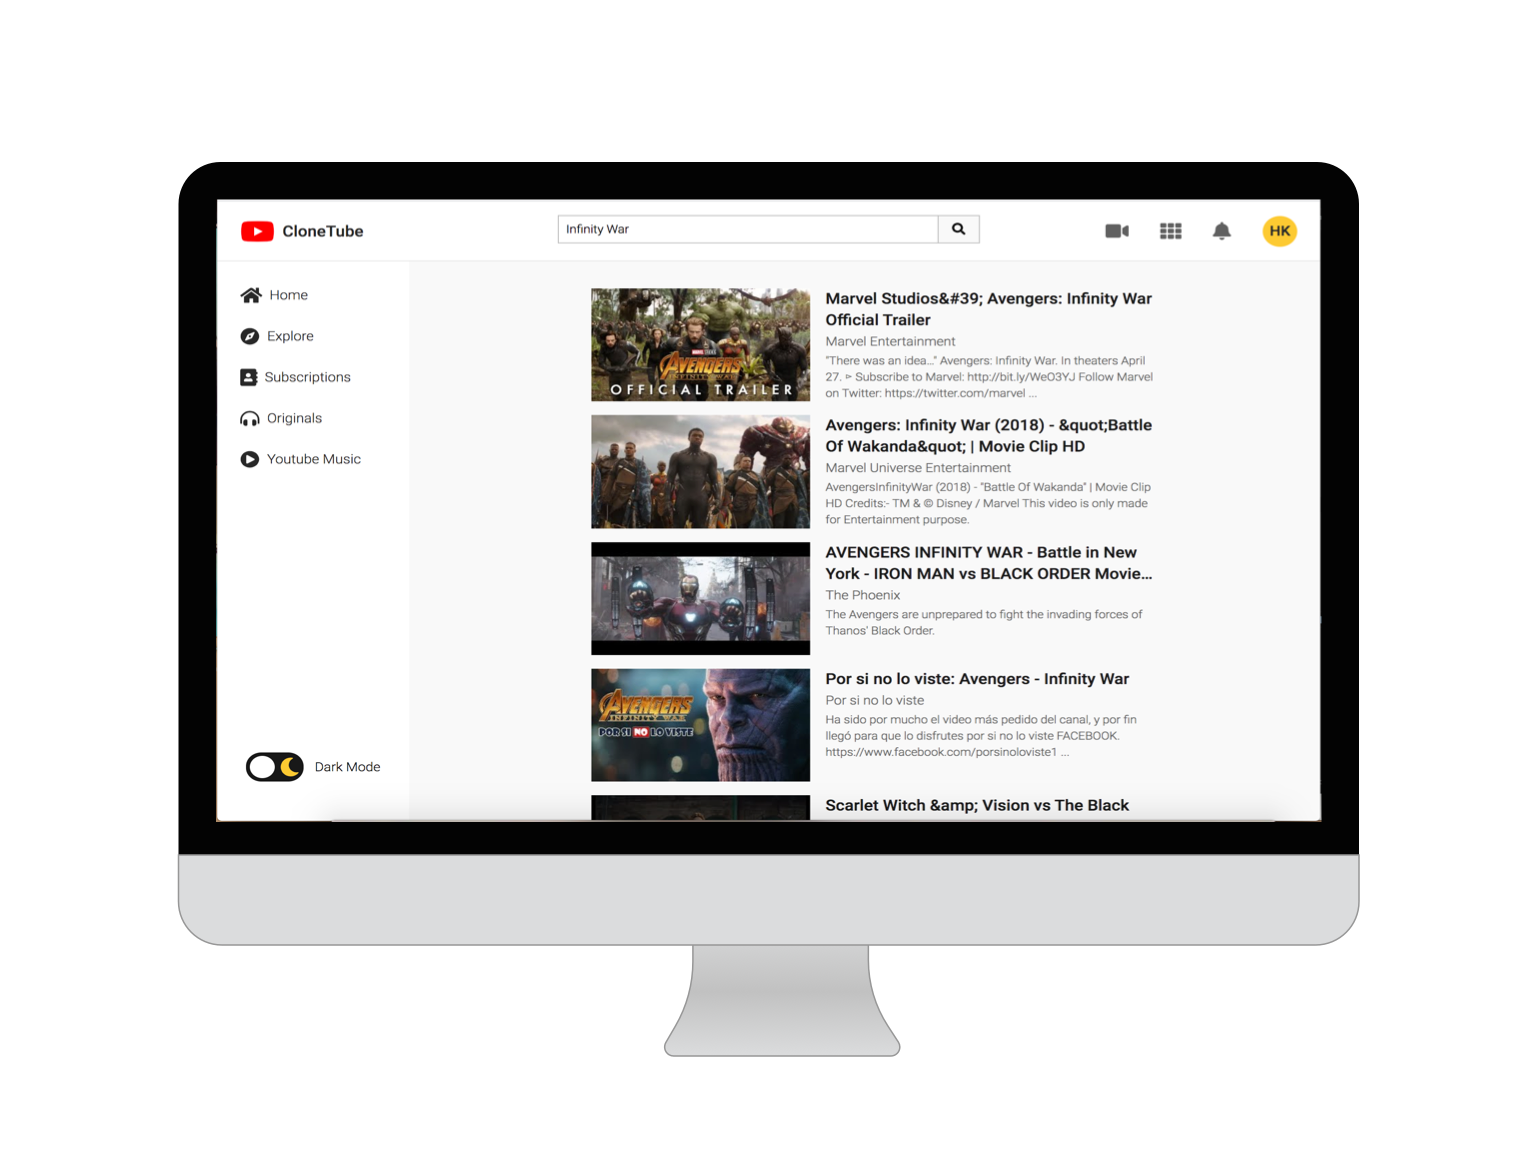 CloneTube
Infinity War
HK
Home
Explore
Subscriptions
Originals
Youtube Music
Dark Mode
MARVEL STUDIOS
AVENGERS
INFINITY WAR
OFFICIAL TRAILER
Marvel Studios&#39; Avengers: Infinity War
Official Trailer
Marvel Entertainment
"There was an idea..." Avengers: Infinity War. In theaters April
27. ▻ Subscribe to Marvel: http://bit.ly/WeO3YJ Follow Marvel
on Twitter: https://twitter.com/marvel ...
Avengers: Infinity War (2018) - &quot;Battle
Of Wakanda&quot; | Movie Clip HD
Marvel Universe Entertainment
AvengersInfinityWar (2018) - "Battle Of Wakanda" | Movie Clip
HD Credits:- TM & © Disney / Marvel This video is only made
for Entertainment purpose.
AVENGERS INFINITY WAR - Battle in New
York - IRON MAN vs BLACK ORDER Movie...
The Phoenix
The Avengers are unprepared to fight the invading forces of
Thanos' Black Order.
AVENGERS
INFINITY WAR
POR SI NO LO VISTE
Por si no lo viste: Avengers - Infinity War
Por si no lo viste
Ha sido por mucho el video más pedido del canal, y por fin
llegó para que lo disfrutes por si no lo viste FACEBOOK.
https://www.facebook.com/porsinoloviste1 ...
Scarlet Witch &amp; Vision vs The Black